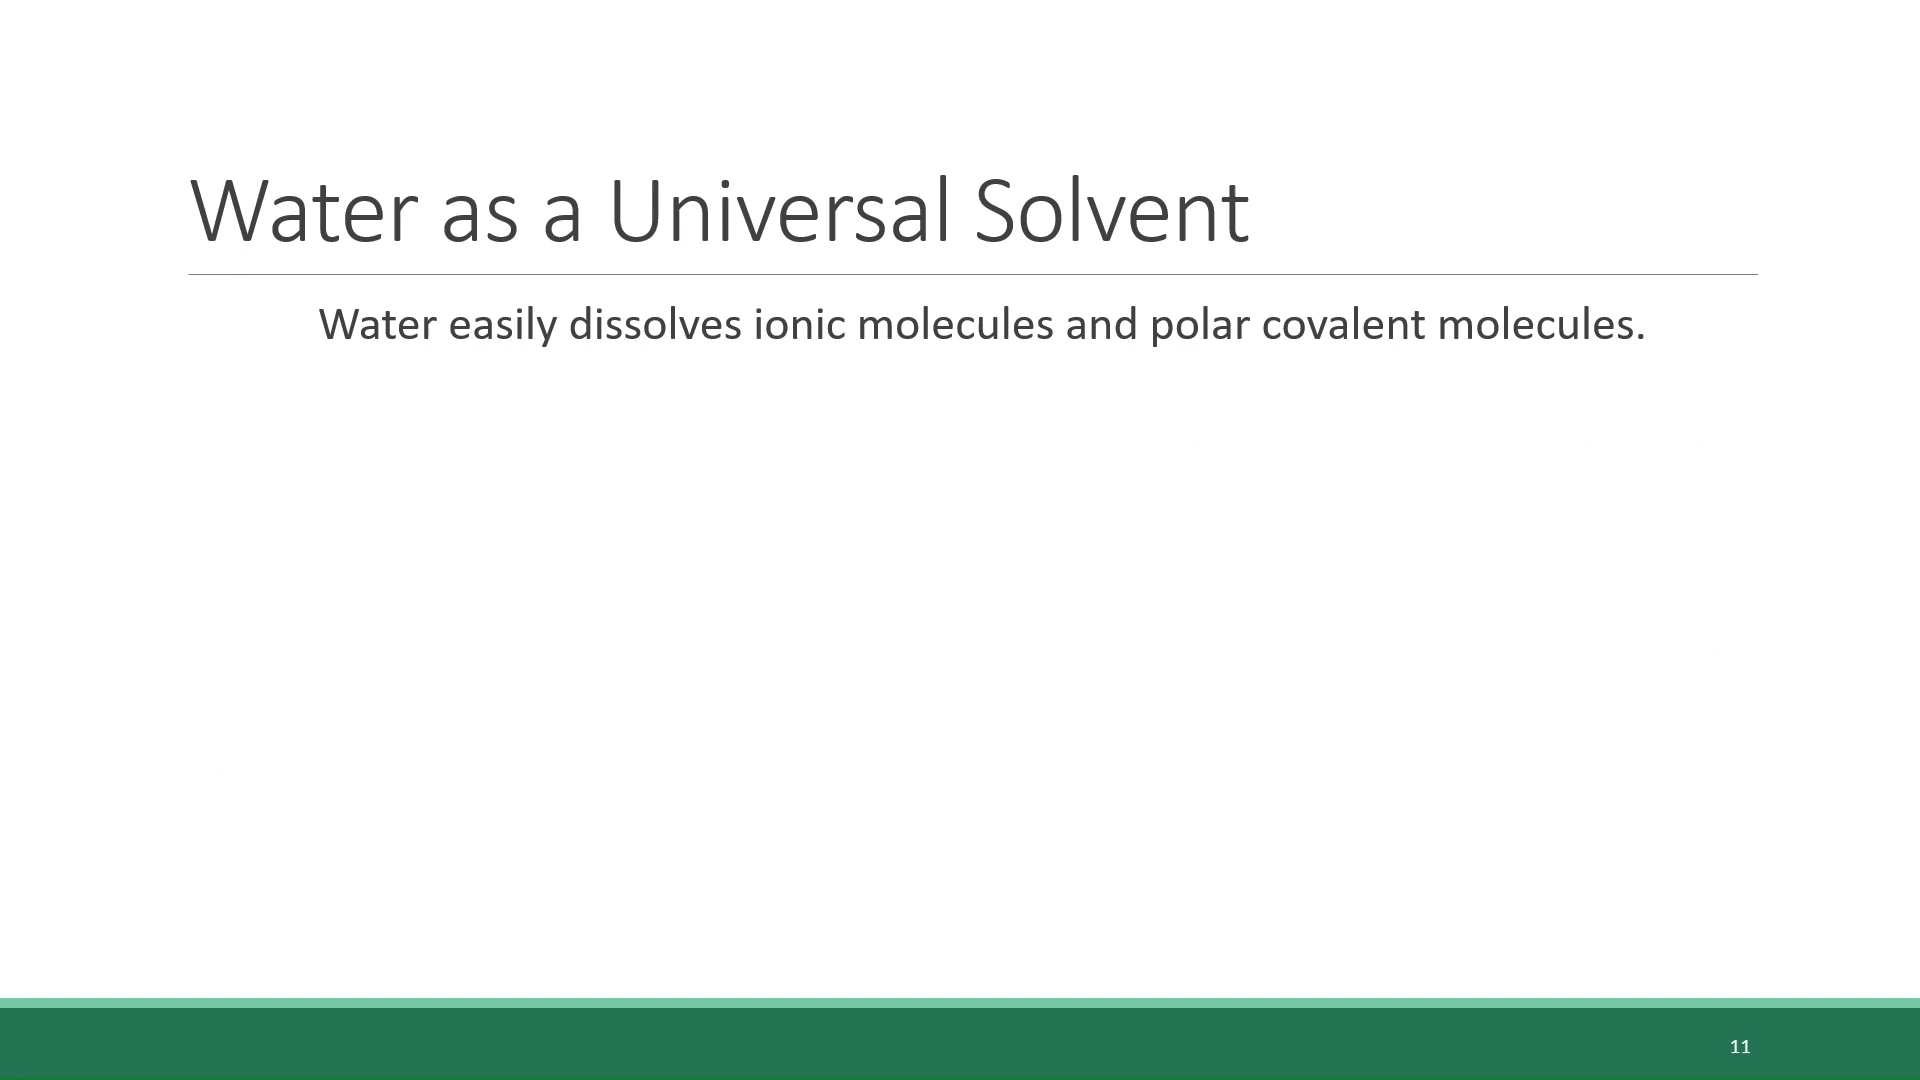 Water as a Universal Solvent
Water easily dissolves ionic molecules and polar covalent molecules.
11